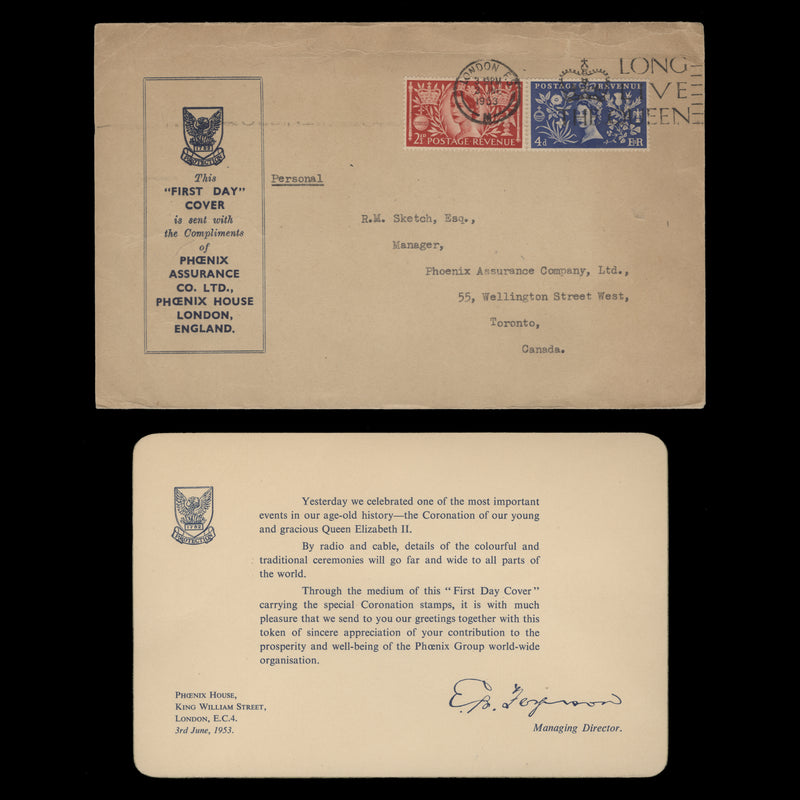 LONDON F.S.
1953
LONG
LIVE
THE QUEEN
POSTAGE REVENUE
2½D POSTAGE REVENUE
4d E R
1782
PROTECTION
This
"FIRST DAY"
COVER
is sent with
the Compliments
of
PHŒNIX
ASSURANCE
CO. LTD.,
PHŒNIX HOUSE
LONDON,
ENGLAND.
Personal
R.M. Sketch, Esq.,
Manager,
Phoenix Assurance Company, Ltd.,
55, Wellington Street West,
Toronto,
Canada.
1782
PROTECTION
Yesterday we celebrated one of the most important
events in our age-old history—the Coronation of our young
and gracious Queen Elizabeth II.
By radio and cable, details of the colourful and
traditional ceremonies will go far and wide to all parts of
the world.
Through the medium of this "First Day Cover"
carrying the special Coronation stamps, it is with much
pleasure that we send to you our greetings together with this
token of sincere appreciation of your contribution to the
prosperity and well-being of the Phœnix Group world-wide
organisation.
Phœnix House,
King William Street,
London, E.C.4.
3rd June, 1953.
Ferguson
Managing Director.